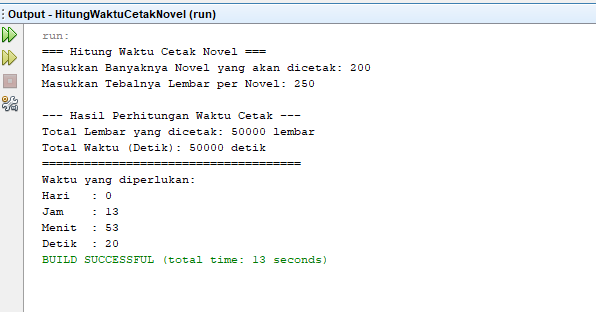 Output - HitungWaktuCetakNovel (run)
run:
=== Hitung Waktu Cetak Novel ===
Masukkan Banyaknya Novel yang akan dicetak: 200
Masukkan Tebalnya Lembar per Novel: 250
--- Hasil Perhitungan Waktu Cetak ---
Total Lembar yang dicetak: 50000 lembar
Total Waktu (Detik): 50000 detik
=====================================
Waktu yang diperlukan:
Hari   : 0
Jam    : 13
Menit  : 53
Detik  : 20
BUILD SUCCESSFUL (total time: 13 seconds)